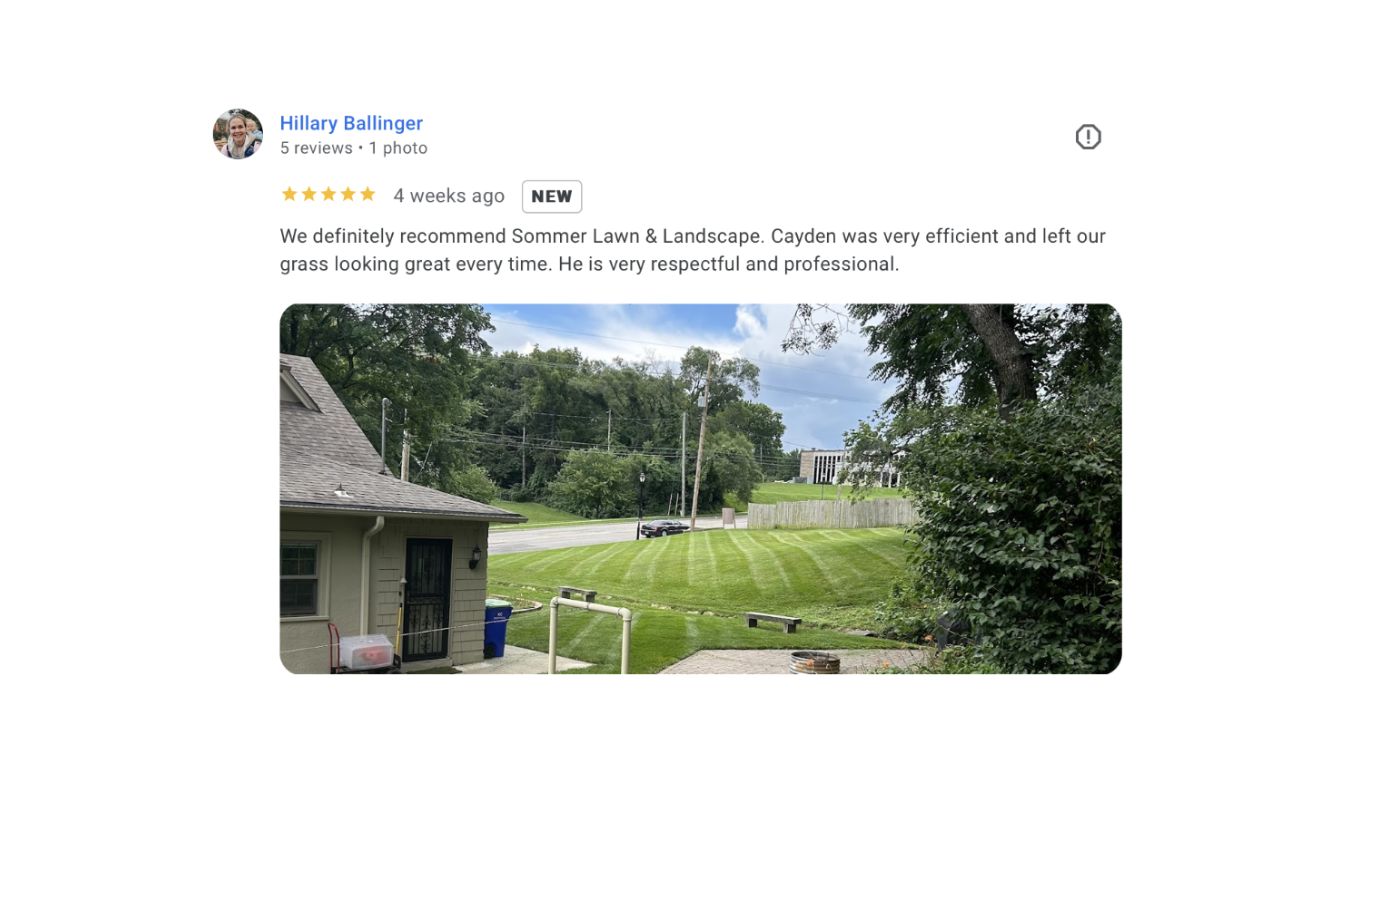 Hillary Ballinger
5 reviews • 1 photo
4 weeks ago NEW
We definitely recommend Sommer Lawn & Landscape. Cayden was very efficient and left our
grass looking great every time. He is very respectful and professional.